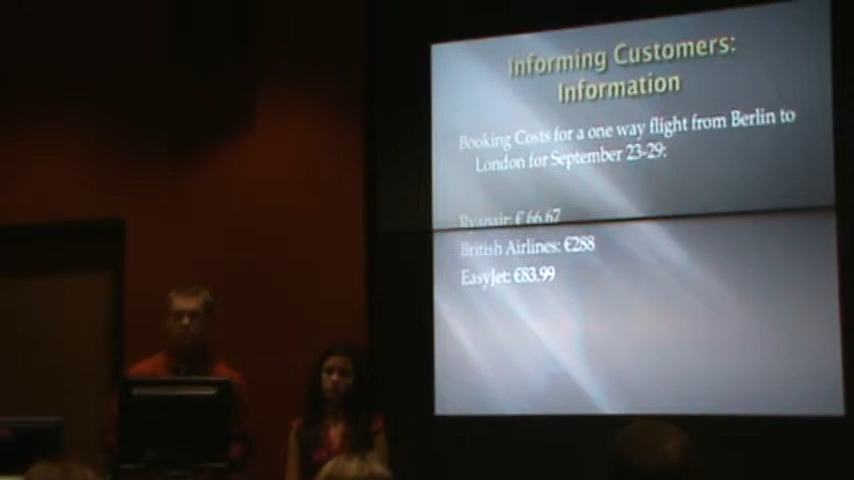 Informing Customers:
Information
Booking Costs for a one way flight from Berlin to
London for September 23-29:
Ryanair: € 66.67
British Airlines: €288
EasyJet: €83.99